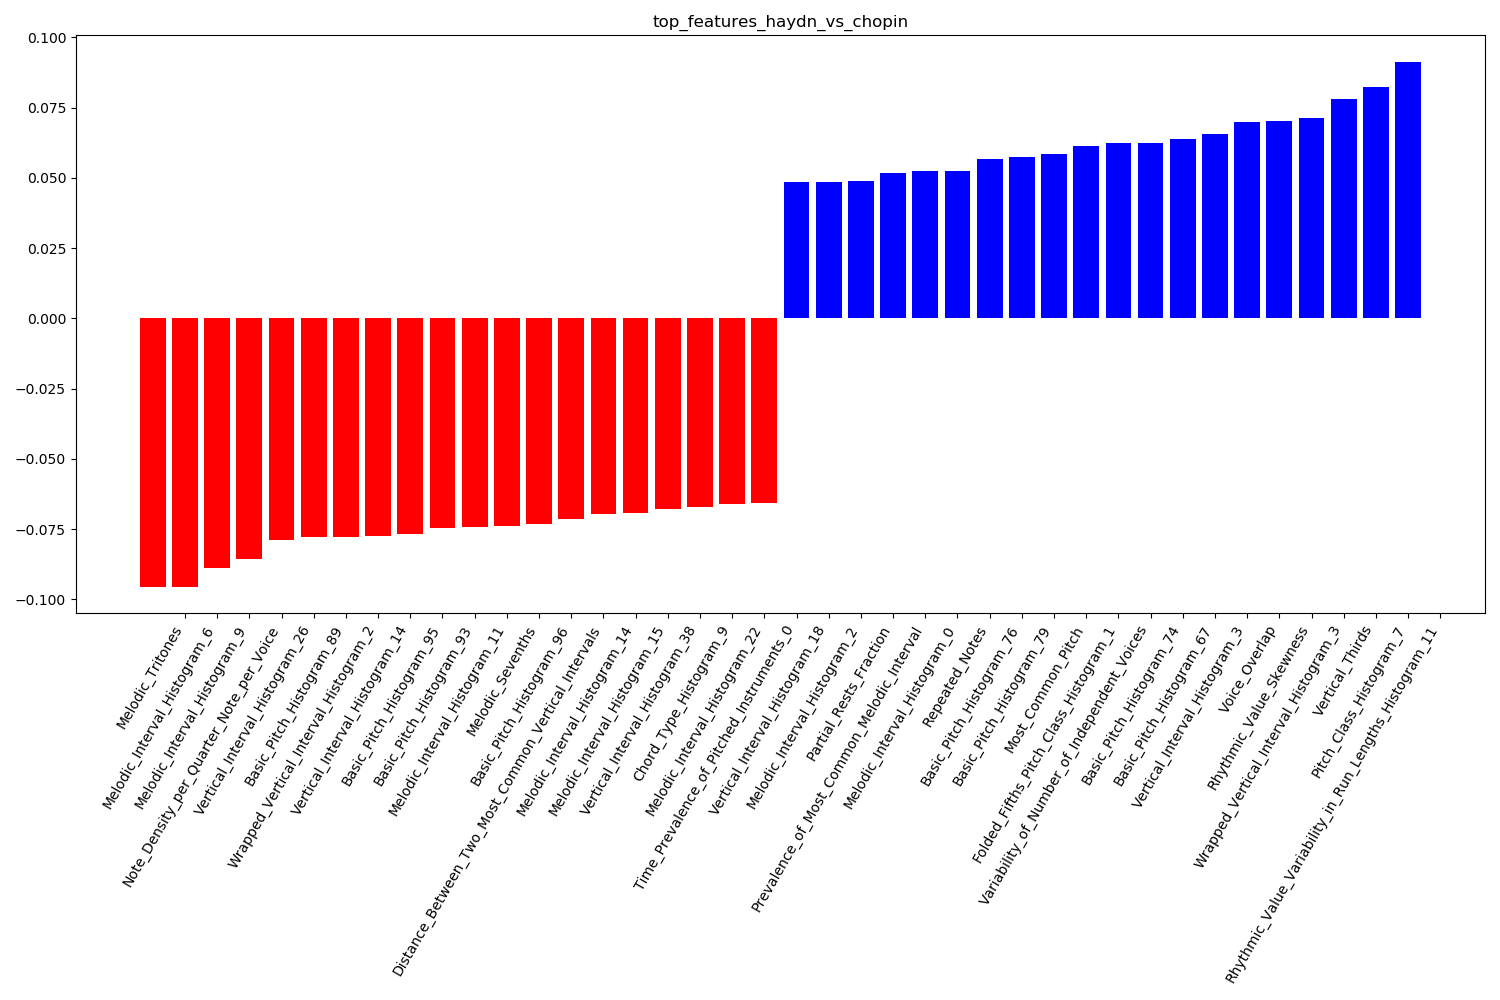 top_features_haydn_vs_chopin
0.100
0.075
0.050
0.025
0.000
−0.025
−0.050
−0.075
−0.100
Melodic_Tritones
Melodic_Interval_Histogram_6
Melodic_Interval_Histogram_9
Note_Density_per_Quarter_Note_per_Voice
Vertical_Interval_Histogram_26
Basic_Pitch_Histogram_89
Wrapped_Vertical_Interval_Histogram_2
Vertical_Interval_Histogram_14
Basic_Pitch_Histogram_95
Basic_Pitch_Histogram_93
Melodic_Interval_Histogram_11
Melodic_Sevenths
Basic_Pitch_Histogram_96
Distance_Between_Two_Most_Common_Vertical_Intervals
Melodic_Interval_Histogram_14
Melodic_Interval_Histogram_15
Vertical_Interval_Histogram_38
Chord_Type_Histogram_9
Melodic_Interval_Histogram_22
Time_Prevalence_of_Pitched_Instruments_0
Vertical_Interval_Histogram_18
Melodic_Interval_Histogram_2
Partial_Rests_Fraction
Prevalence_of_Most_Common_Melodic_Interval
Melodic_Interval_Histogram_0
Repeated_Notes
Basic_Pitch_Histogram_76
Basic_Pitch_Histogram_79
Most_Common_Pitch
Folded_Fifths_Pitch_Class_Histogram_1
Variability_of_Number_of_Independent_Voices
Basic_Pitch_Histogram_74
Basic_Pitch_Histogram_67
Vertical_Interval_Histogram_3
Voice_Overlap
Rhythmic_Value_Skewness
Wrapped_Vertical_Interval_Histogram_3
Vertical_Thirds
Pitch_Class_Histogram_7
Rhythmic_Value_Variability_in_Run_Lengths_Histogram_11